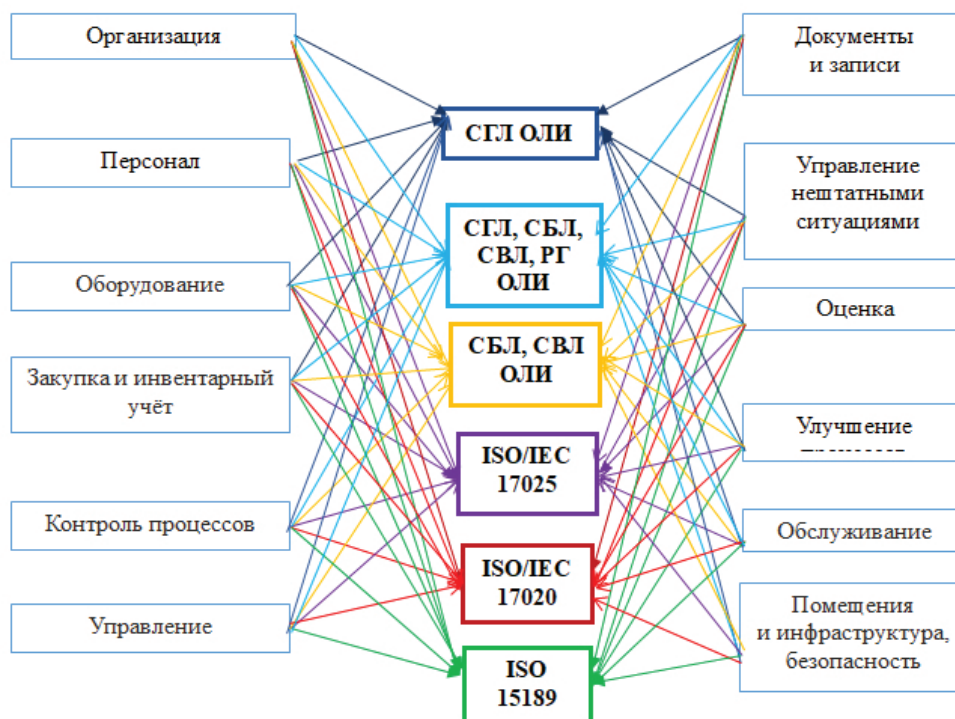 Организация
Персонал
Оборудование
Закупка и инвентарный
учёт
Контроль процессов
Управление
СГЛ ОЛИ
СГЛ, СБЛ,
СВЛ, РГ
ОЛИ
СБЛ, СВЛ
ОЛИ
ISO/IEC
17025
ISO/IEC
17020
ISO
15189
Документы
и записи
Управление
нештатными
ситуациями
Оценка
Улучшение
Обслуживание
Помещения
и инфраструктура,
безопасность